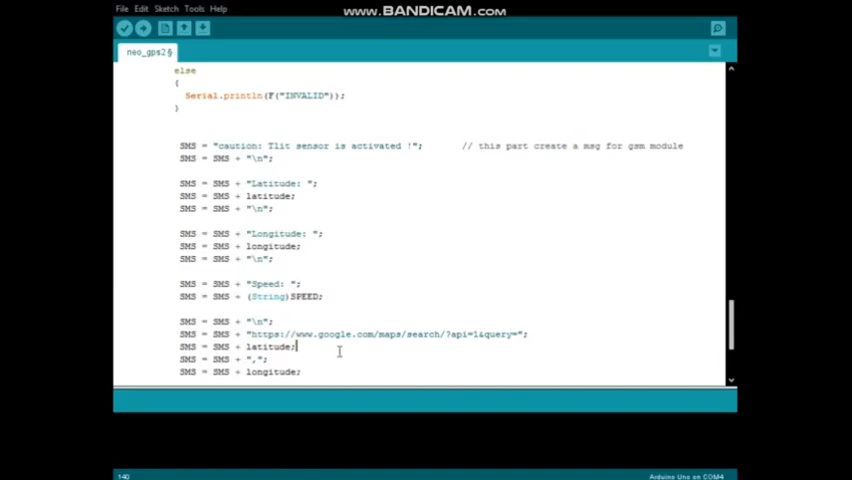 www.BANDICAM.com
File Edit Sketch Tools Help
neo_gps2§
else
{
Serial.println(F("INVALID"));
}
SMS = "caution: Tlit sensor is activated !"; // this part create a msg for gsm module
SMS = SMS + "\n";
SMS = SMS + "Latitude: ";
SMS = SMS + latitude;
SMS = SMS + "\n";
SMS = SMS + "Longitude: ";
SMS = SMS + longitude;
SMS = SMS + "\n";
SMS = SMS + "Speed: ";
SMS = SMS + (String)SPEED;
SMS = SMS + "\n";
SMS = SMS + "https://www.google.com/maps/search/?api=1&query=";
SMS = SMS + latitude;
SMS = SMS + ",";
SMS = SMS + longitude;
140
Arduino Uno on COM4